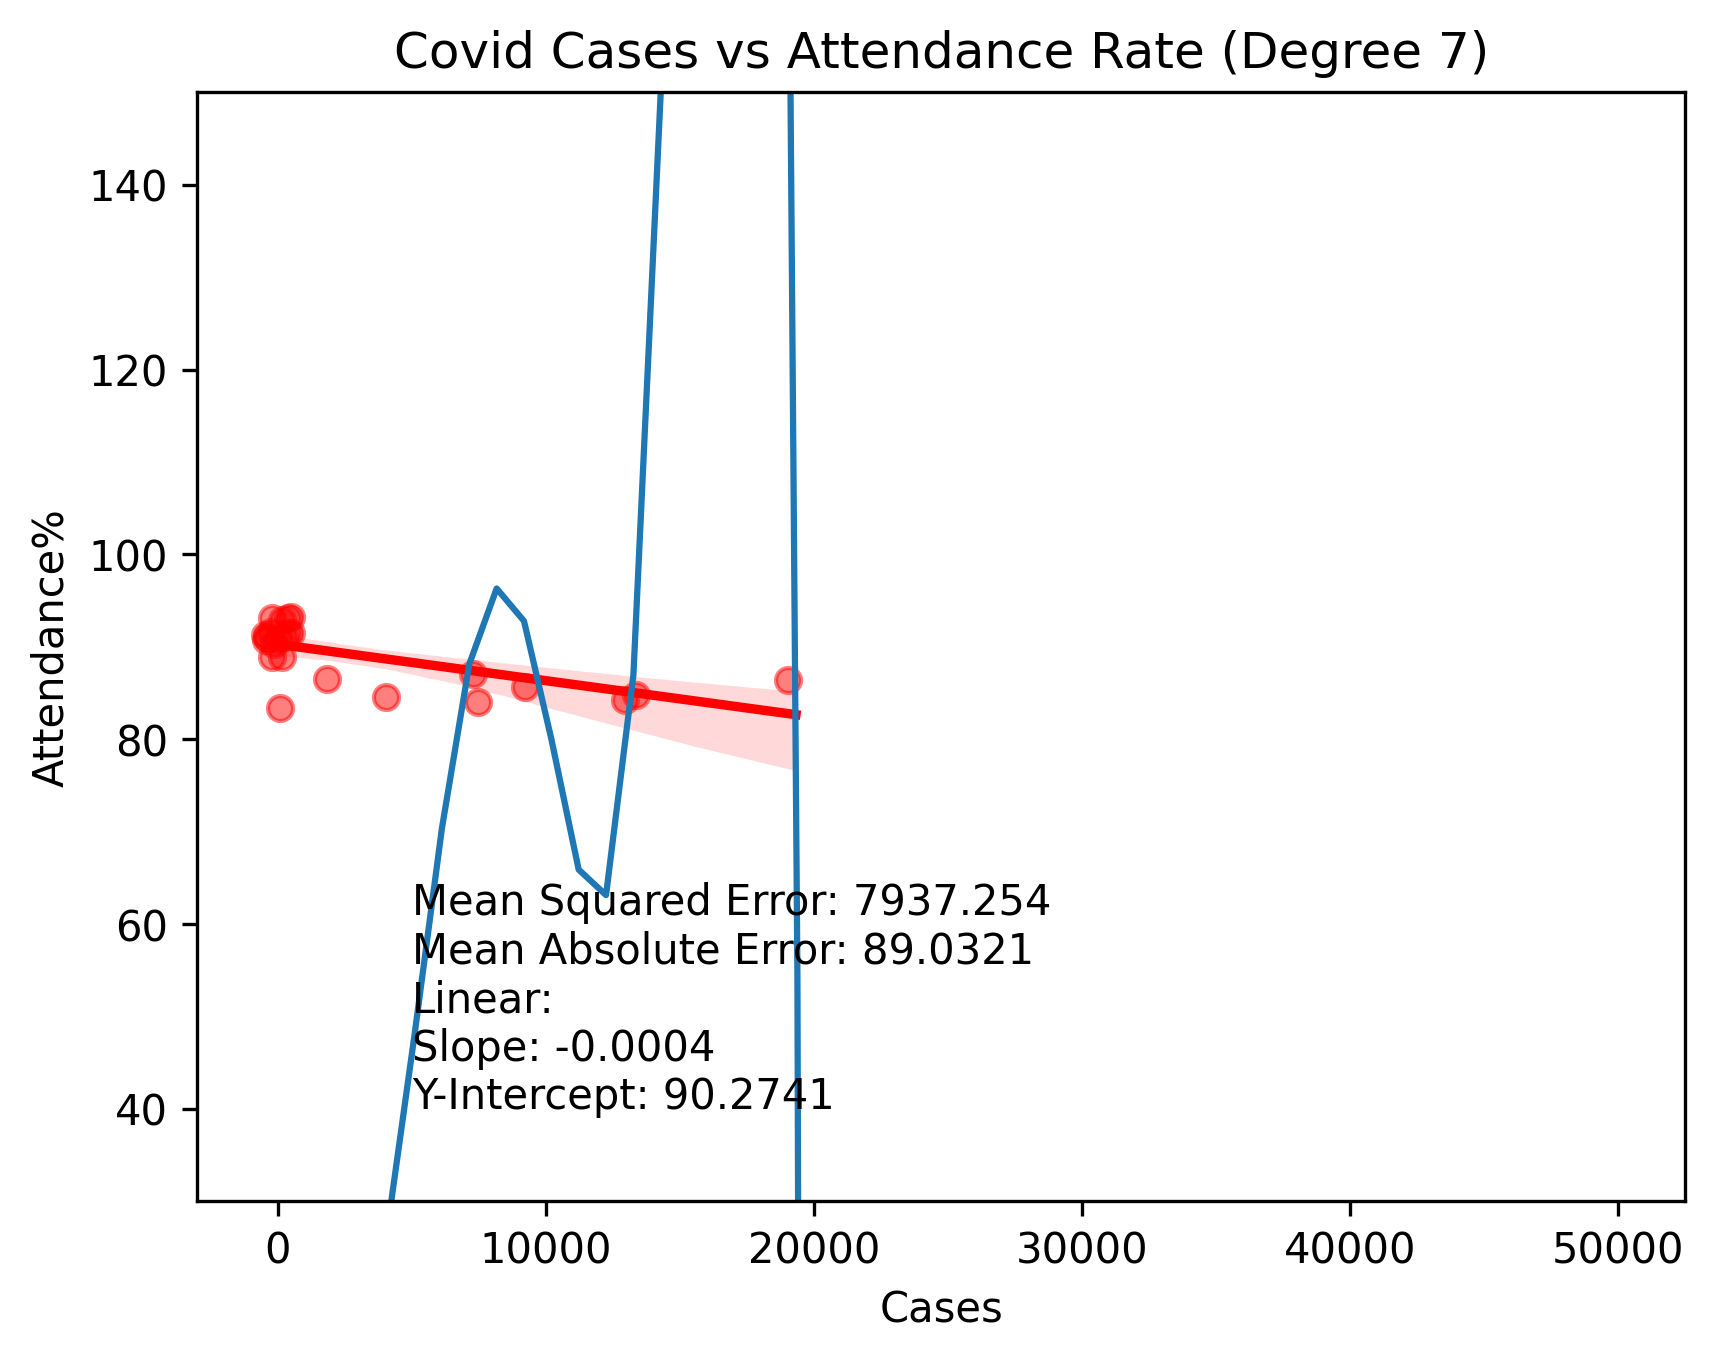 Covid Cases vs Attendance Rate (Degree 7)
140
120
100
80
60
40
Attendance%
Mean Squared Error: 7937.254
Mean Absolute Error: 89.0321
Linear:
Slope: -0.0004
Y-Intercept: 90.2741
0 10000 20000 30000 40000 50000
Cases